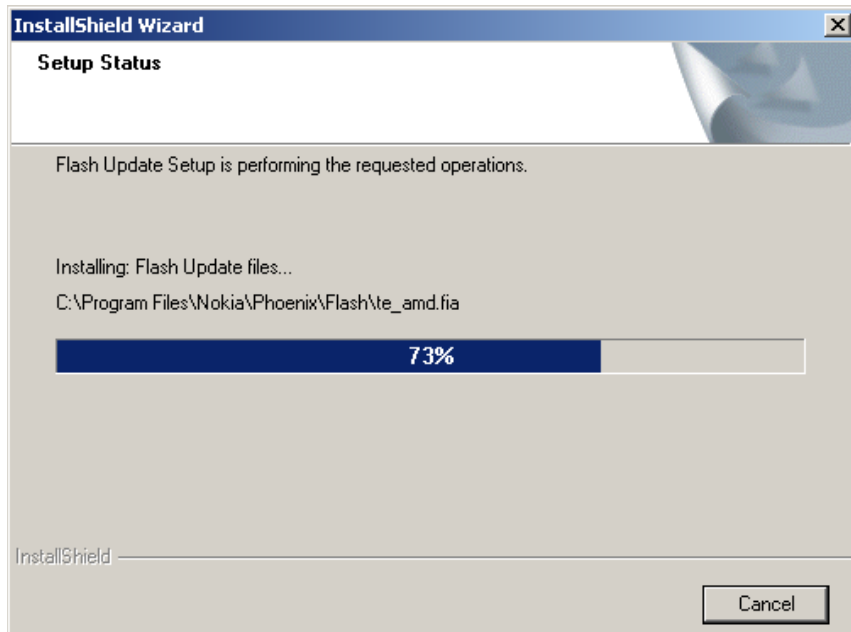 InstallShield Wizard
Setup Status
Flash Update Setup is performing the requested operations.
Installing: Flash Update files...
C:\Program Files\Nokia\Phoenix\Flash\te_amd.fia
73%
InstallShield
Cancel